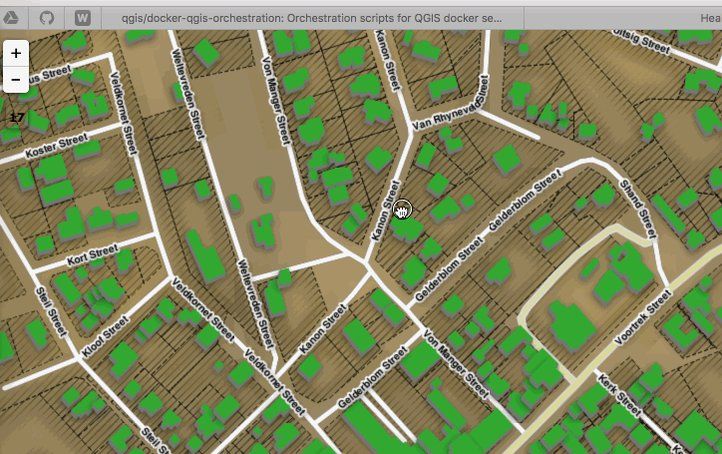 W
qgis/docker-qgis-orchestration: Orchestration scripts for QGIS docker se...
Hea
+
−
17
us Street
Koster Street
Veldkornet Street
Weltevreden Street
Von Manger Street
Kanon Street
Van Rhyneveld Street
Uitsig Street
Gelderblom Street
Shand Street
Kanon Street
Kort Street
Steil Street
Kloof Street
Veldkornet Street
Weltevreden Street
Gelderblom Street
Kanon Street
Voortrek Street
Veldkornet Street
Gelderblom Street
Von Manger Street
Kerk Street
Steil Street